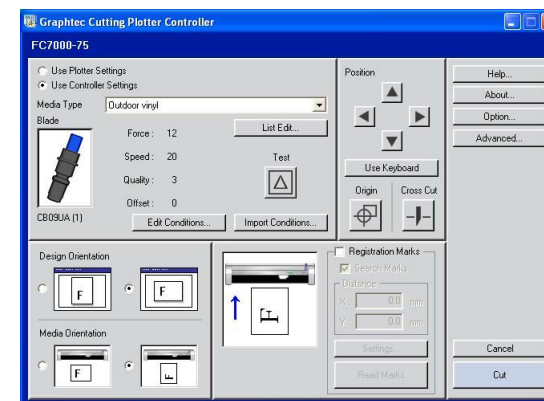 Graphtec Cutting Plotter Controller
FC7000-75
Use Plotter Settings
Use Controller Settings
Media Type Outdoor vinyl
Blade
Force : 12
Speed : 20
Quality : 3
Offset : 0
CB09UA (1)
List Edit...
Test
Edit Conditions...
Import Conditions...
Position
Use Keyboard
Origin Cross Cut
Help...
About...
Option...
Advanced...
Design Orientation
F
F
Media Orientation
F
F
F
Registration Marks
Search Marks
Distance
X : 0.0 mm
Y : 0.0 mm
Settings...
Read Marks
Cancel
Cut